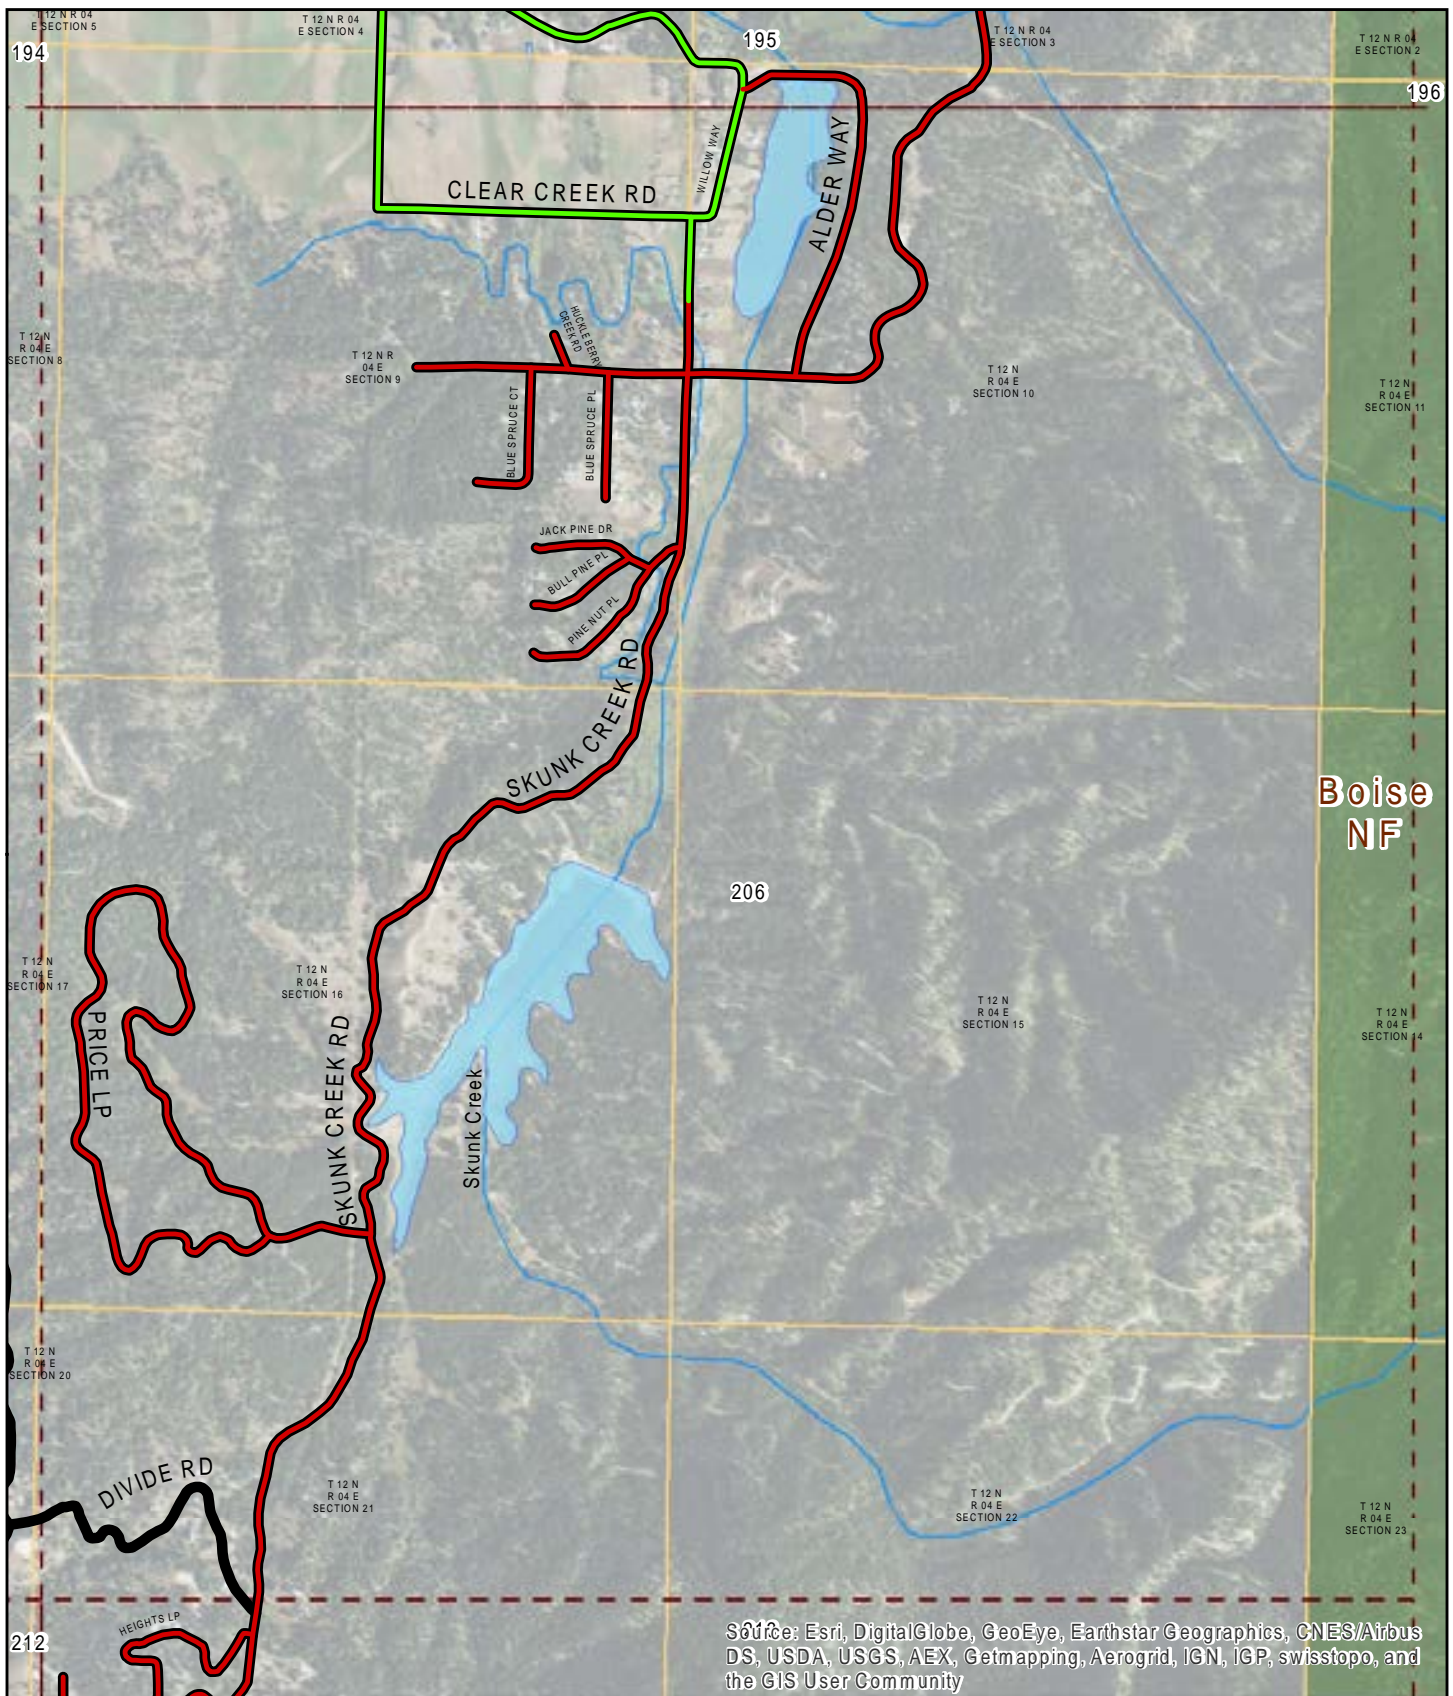 T 12 N R 04
E SECTION 5
T 12 N R 04
E SECTION 4
T 12 N R 04
E SECTION 3
T 12 N R 04
E SECTION 2
194
195
196
WILLOW WAY
CLEAR CREEK RD
ALDER WAY
HUCKLE BERRY
CREEK RD
T 12 N
R 04 E
SECTION 8
T 12 N R
04 E
SECTION 9
T 12 N
R 04 E
SECTION 10
T 12 N
R 04 E
SECTION 11
BLUE SPRUCE CT
BLUE SPRUCE PL
JACK PINE DR
BULL PINE PL
PINE NUT PL
SKUNK CREEK RD
Boise
NF
206
T 12 N
R 04 E
SECTION 17
T 12 N
R 04 E
SECTION 16
T 12 N
R 04 E
SECTION 15
T 12 N
R 04 E
SECTION 14
PRICE LP
SKUNK CREEK RD
Skunk Creek
T 12 N
R 04 E
SECTION 20
DIVIDE RD
T 12 N
R 04 E
SECTION 21
T 12 N
R 04 E
SECTION 22
T 12 N
R 04 E
SECTION 23
HEIGHTS LP
212
Source: Esri, DigitalGlobe, GeoEye, Earthstar Geographics, CNES/Airbus
DS, USDA, USGS, AEX, Getmapping, Aerogrid, IGN, IGP, swisstopo, and
the GIS User Community